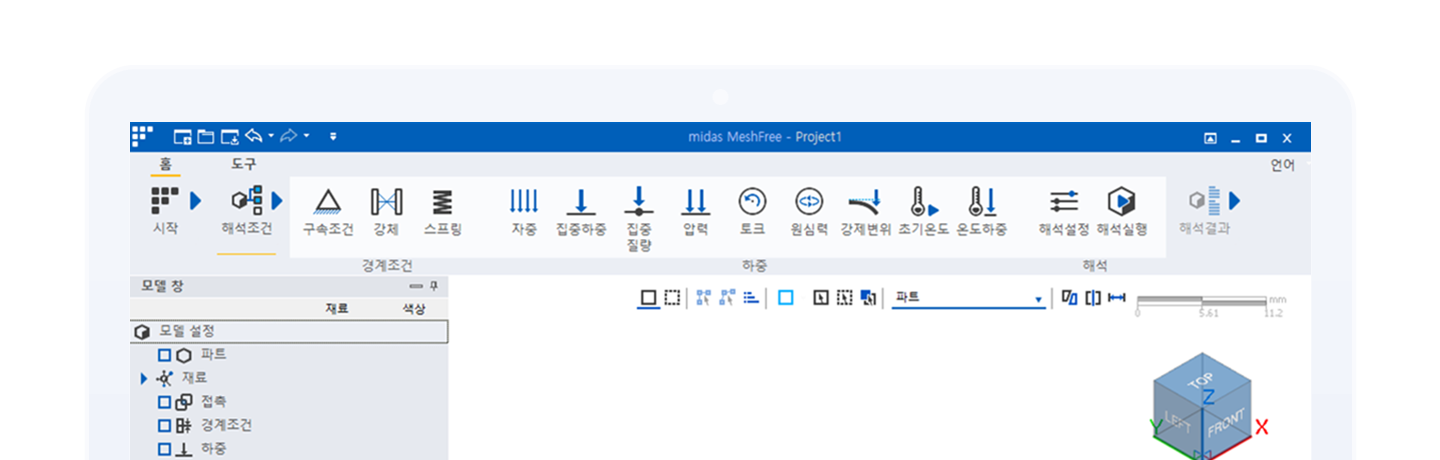 midas MeshFree - Project1
홈 도구 언어
시작 해석조건 구속조건 강체 스프링 자중 집중하중 집중 질량 압력 토크 원심력 강제변위 초기온도 온도하중 해석설정 해석실행 해석결과
경계조건 하중 해석
모델 창
재료 색상
모델 설정
파트
재료
접촉
경계조건
하중
파트
mm
0 5.61 11.2
TOP
Z
LEFT FRONT
Y X